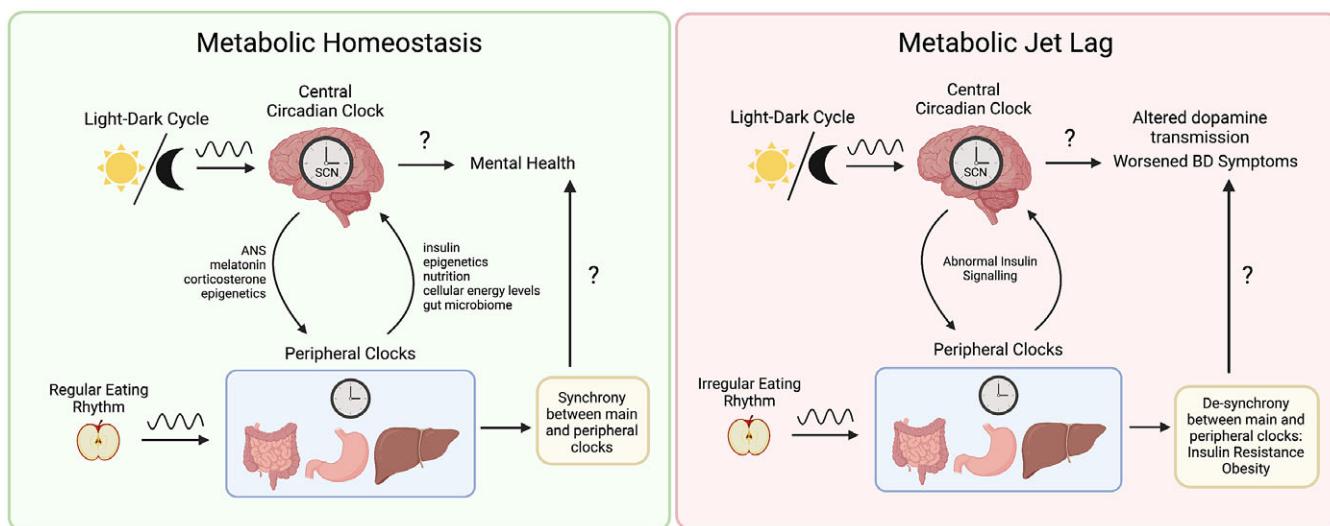 Metabolic Homeostasis
Central
Circadian Clock
Light-Dark Cycle
SCN
?
Mental Health
ANS
melatonin
corticosterone
epigenetics
insulin
epigenetics
nutrition
cellular energy levels
gut microbiome
?
Peripheral Clocks
Regular Eating
Rhythm
Synchrony
between main
and peripheral
clocks
Metabolic Jet Lag
Central
Circadian Clock
Light-Dark Cycle
SCN
?
Altered dopamine
transmission
Worsened BD Symptoms
Abnormal Insulin
Signalling
?
Peripheral Clocks
Irregular Eating
Rhythm
De-synchrony
between main and
peripheral clocks:
Insulin Resistance
Obesity